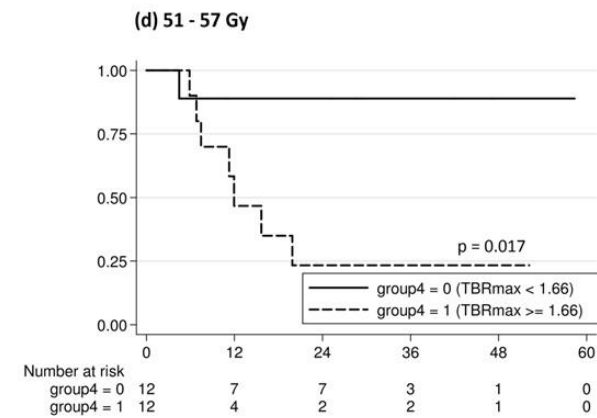 (d) 51 - 57 Gy
1.00
0.75
0.50
0.25
0.00
p = 0.017
group4 = 0 (TBRmax < 1.66)
group4 = 1 (TBRmax >= 1.66)
0 12 24 36 48 60
Number at risk
group4 = 0 12 7 7 3 1 0
group4 = 1 12 4 2 2 1 0